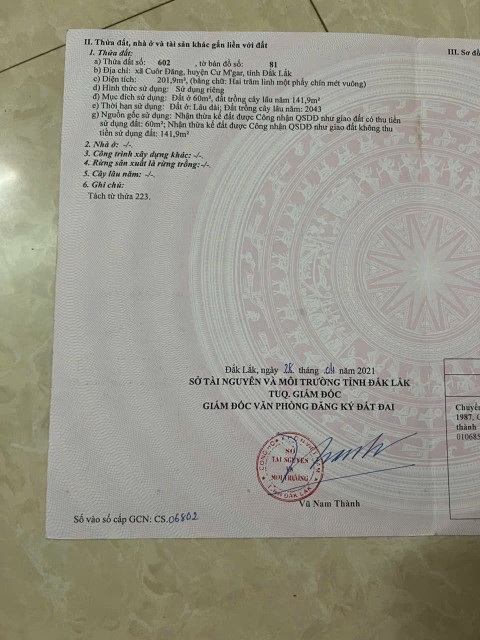 II. Thửa đất, nhà ở và tài sản khác gắn liền với đất
1. Thửa đất:
a) Thửa đất số: 602 , tờ bản đồ số: 81
b) Địa chỉ: xã Cuôr Đăng, huyện Cư M'gar, tỉnh Đắk Lắk
c) Diện tích: 201,9m², (bằng chữ: Hai trăm linh một phẩy chín mét vuông)
d) Hình thức sử dụng: Sử dụng riêng
đ) Mục đích sử dụng: Đất ở 60m², đất trồng cây lâu năm 141,9m²
e) Thời hạn sử dụng: Đất ở: Lâu dài; Đất trồng cây lâu năm: 2043
g) Nguồn gốc sử dụng: Nhận thừa kế đất được Công nhận QSDĐ như giao đất có thu tiền
sử dụng đất: 60m²; Nhận thừa kế đất được Công nhận QSDĐ như giao đất không thu
tiền sử dụng đất: 141,9m²
2. Nhà ở: -/-
3. Công trình xây dựng khác: -/-
4. Rừng sản xuất là rừng trồng: -/-
5. Cây lâu năm: -/-
6. Ghi chú:
Tách từ thửa 223.
III. Sơ đồ
Đắk Lắk, ngày 28 tháng 04 năm 2021
SỞ TÀI NGUYÊN VÀ MÔI TRƯỜNG TỈNH ĐẮK LẮK
TUQ. GIÁM ĐỐC
GIÁM ĐỐC VĂN PHÒNG ĐĂNG KÝ ĐẤT ĐAI
SỞ
TÀI NGUYÊN
VÀ
MÔI TRƯỜNG
TỈNH ĐẮK LẮK
Vũ Nam Thành
Số vào sổ cấp GCN: CS.06802
Chuyển
1987,
thành
01068